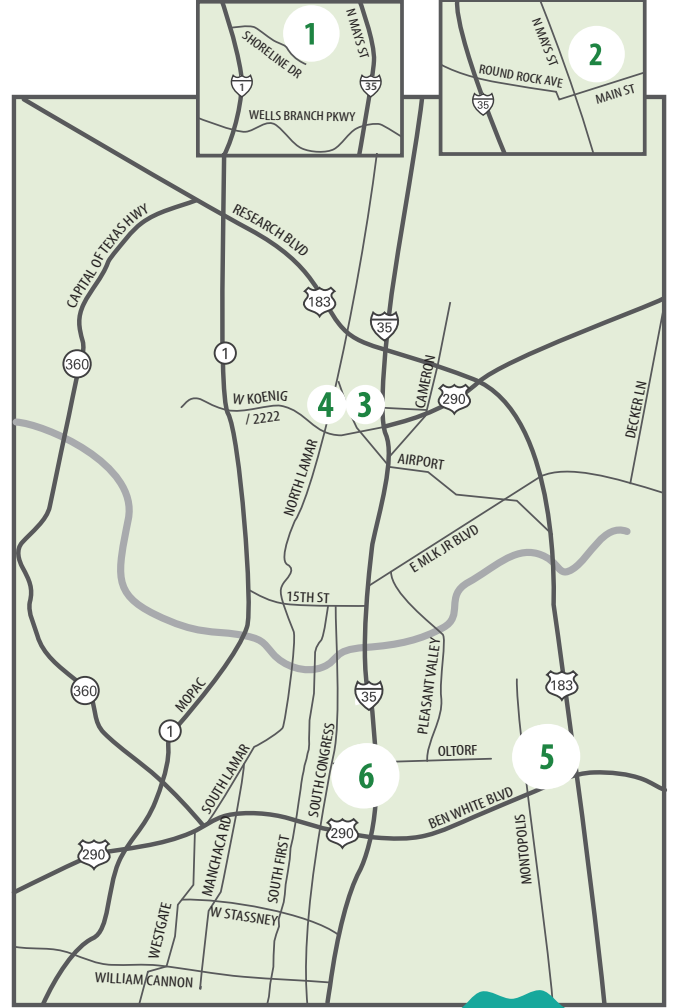 1
N MAYS ST
SHORELINE DR
1
35
WELLS BRANCH PKWY
N MAYS ST
2
ROUND ROCK AVE
MAIN ST
35
CAPITAL OF TEXAS HWY
RESEARCH BLVD
183
35
1
360
CAMERON
W KOENIG
/ 2222
4
3
290
DECKER LN
NORTH LAMAR
AIRPORT
E MLK JR BLVD
15TH ST
PLEASANT VALLEY
360
MOPAC
35
183
1
SOUTH LAMAR
SOUTH CONGRESS
OLTORF
5
6
BEN WHITE BLVD
290
290
MANCHACA RD
SOUTH FIRST
MONTOPOLIS
WESTGATE
W STASSNEY
WILLIAM CANNON